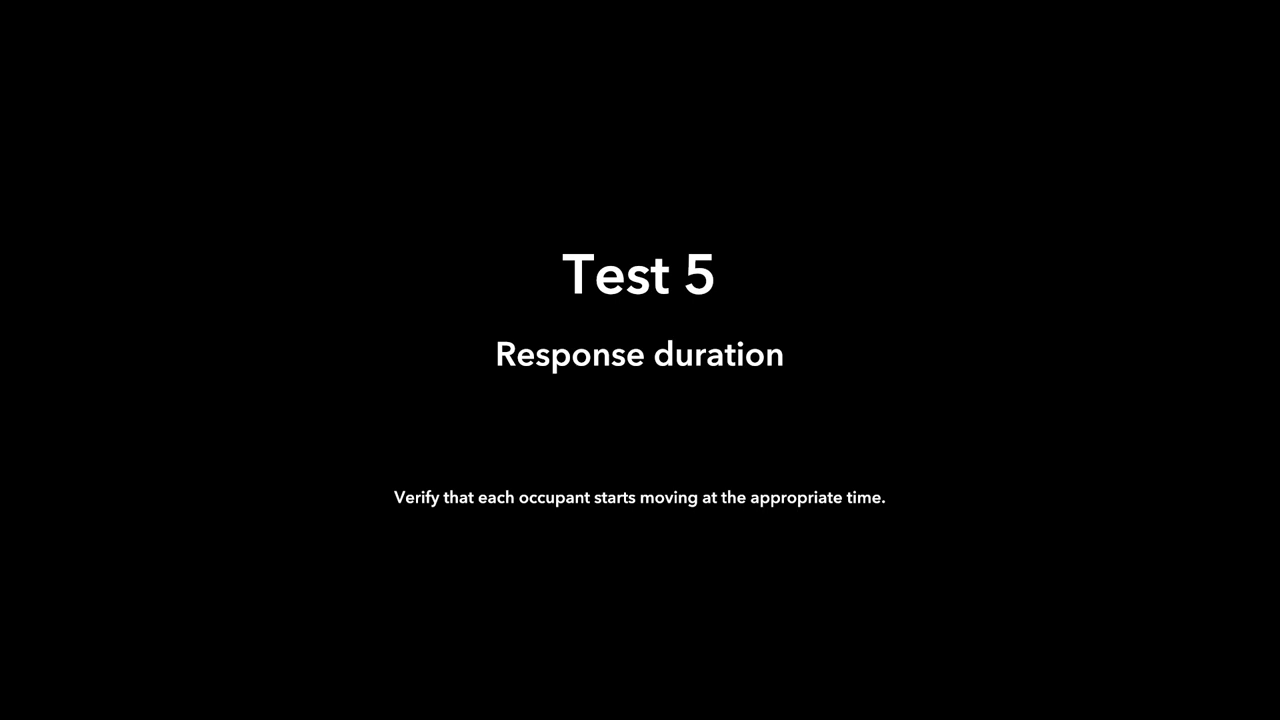 Test 5
Response duration
Verify that each occupant starts moving at the appropriate time.